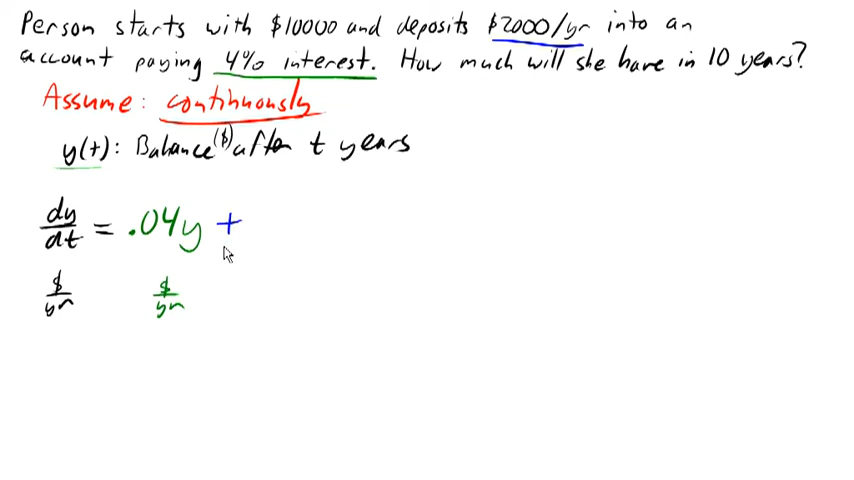 Person starts with $10000 and deposits $2000/yr into an
account paying 4% interest. How much will she have in 10 years?
Assume: continuously
y(t): Balance ($) after t years
dy/dt = .04y +
$/yr $/yr